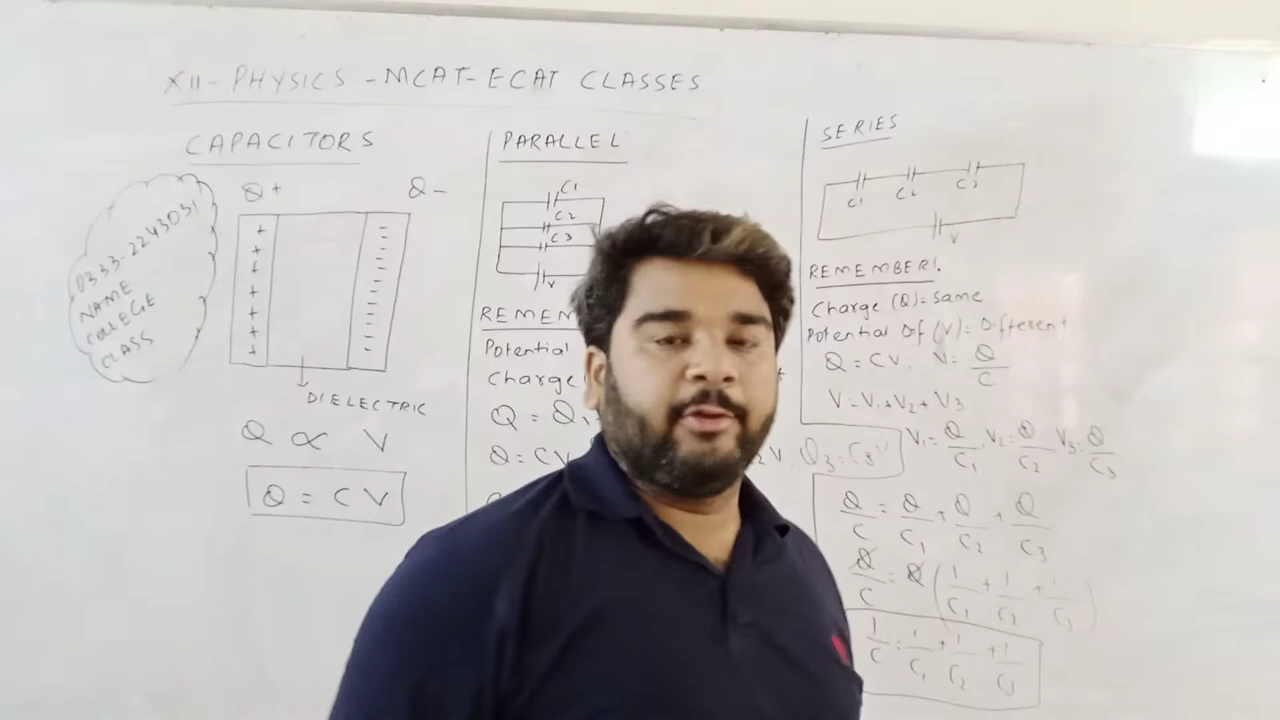 XII - PHYSICS - MCAT - ECAT CLASSES
CAPACITORS
Q+ Q-
+ -
+ -
+ -
+ -
+ -
+ -
+ -
DIELECTRIC
Q ∝ V
Q = CV
0333-2243031
NAME
COLLEGE
CLASS
PARALLEL
C1
C2
C3
V
REMEM
Potential
Charge
Q = Q
Q = CV V. Q3 = C3V
SERIES
C1 C2 C3
V
REMEMBER!
Charge (Q) = Same
Potential Dif (V) = Different
Q = CV. V = Q/C
V = V1 + V2 + V3
V1 = Q/C1 . V2 = Q/C2 V3 = Q/C3
Q/C = Q/C1 + Q/C2 + Q/C3
Q/C = Q (1/C1 + 1/C2 + 1/C3)
1/C = 1/C1 + 1/C2 + 1/C3